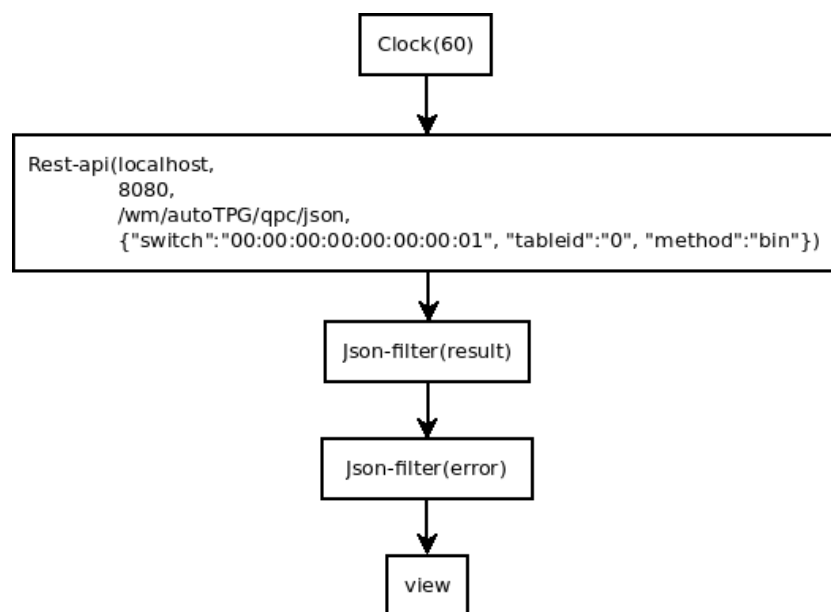 Clock(60)
Rest-api(localhost,
8080,
/wm/autoTPG/qpc/json,
{"switch":"00:00:00:00:00:00:00:01", "tableid":"0", "method":"bin"})
Json-filter(result)
Json-filter(error)
view